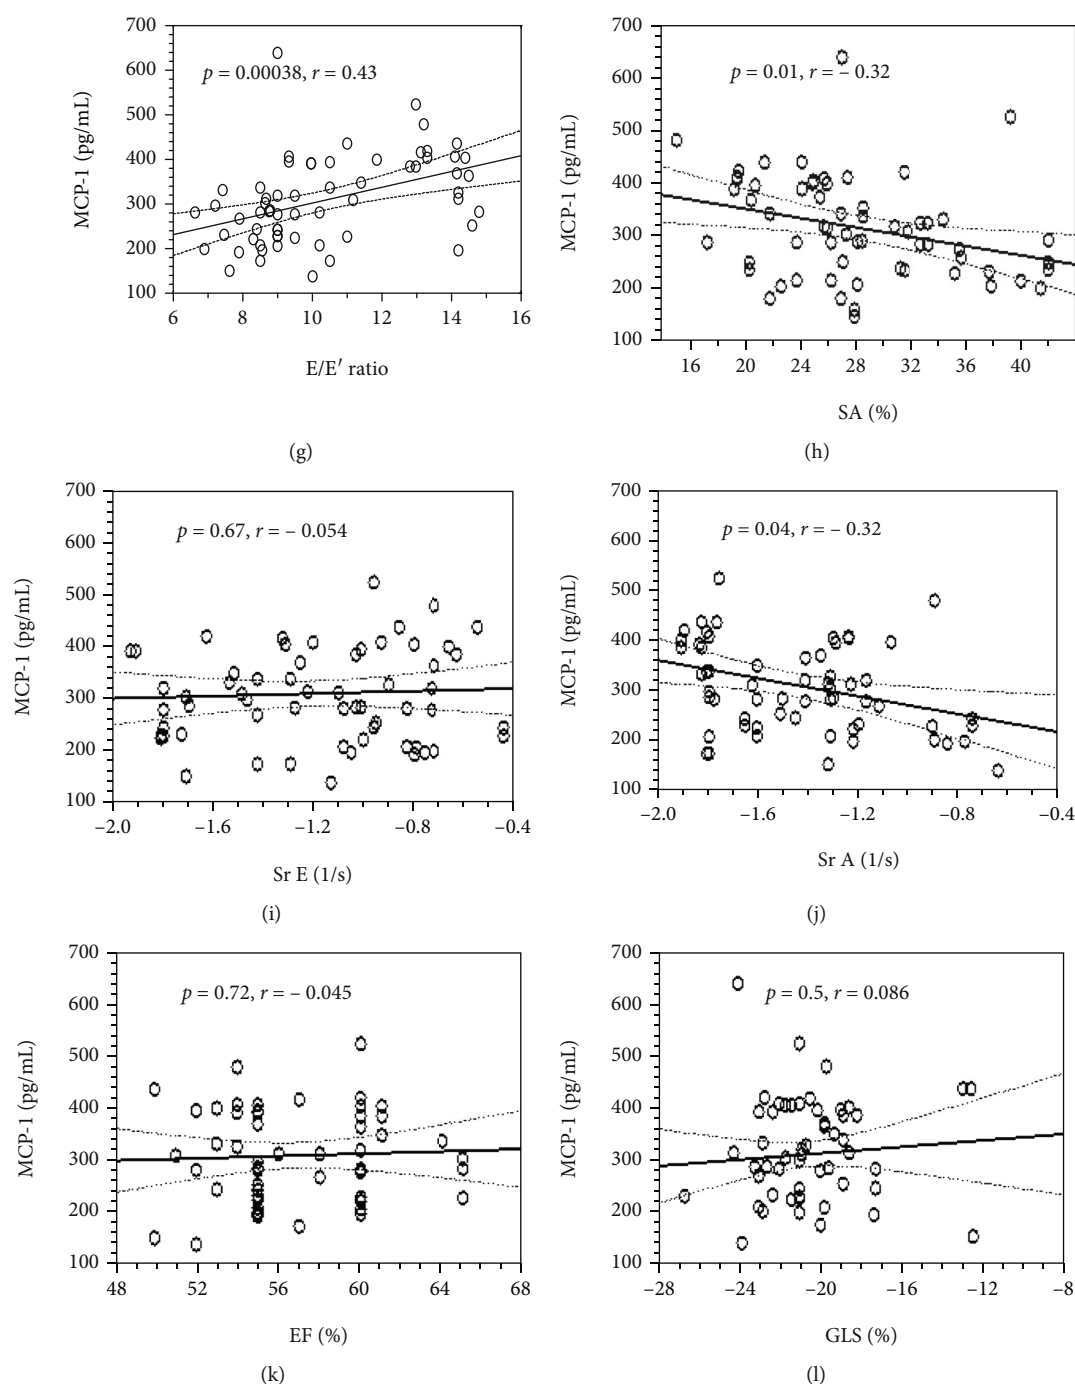 700
600
500
400
300
200
100
MCP-1 (pg/mL)
p = 0.00038, r = 0.43
6 8 10 12 14 16
E/E′ ratio
(g)
700
600
500
400
300
200
100
MCP-1 (pg/mL)
p = 0.01, r = – 0.32
16 20 24 28 32 36 40
SA (%)
(h)
700
600
500
400
300
200
100
MCP-1 (pg/mL)
p = 0.67, r = – 0.054
–2.0 –1.6 –1.2 –0.8 –0.4
Sr E (1/s)
(i)
700
600
500
400
300
200
100
MCP-1 (pg/mL)
p = 0.04, r = – 0.32
–2.0 –1.6 –1.2 –0.8 –0.4
Sr A (1/s)
(j)
700
600
500
400
300
200
100
MCP-1 (pg/mL)
p = 0.72, r = – 0.045
48 52 56 60 64 68
EF (%)
(k)
700
600
500
400
300
200
100
MCP-1 (pg/mL)
p = 0.5, r = 0.086
–28 –24 –20 –16 –12 –8
GLS (%)
(l)